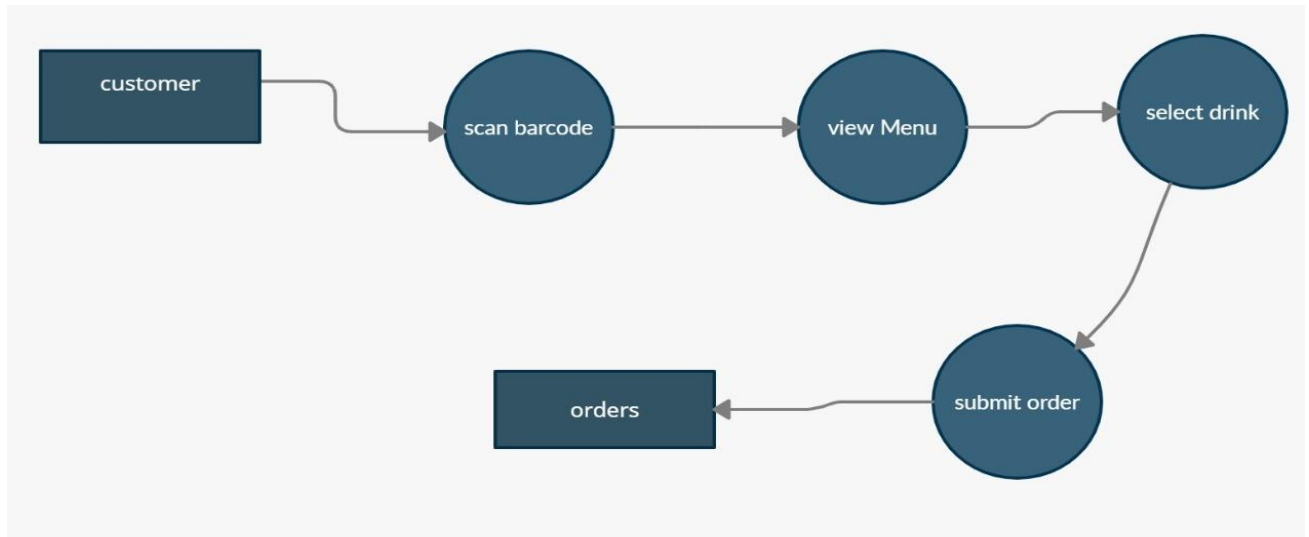 customer
scan barcode
view Menu
select drink
submit order
orders